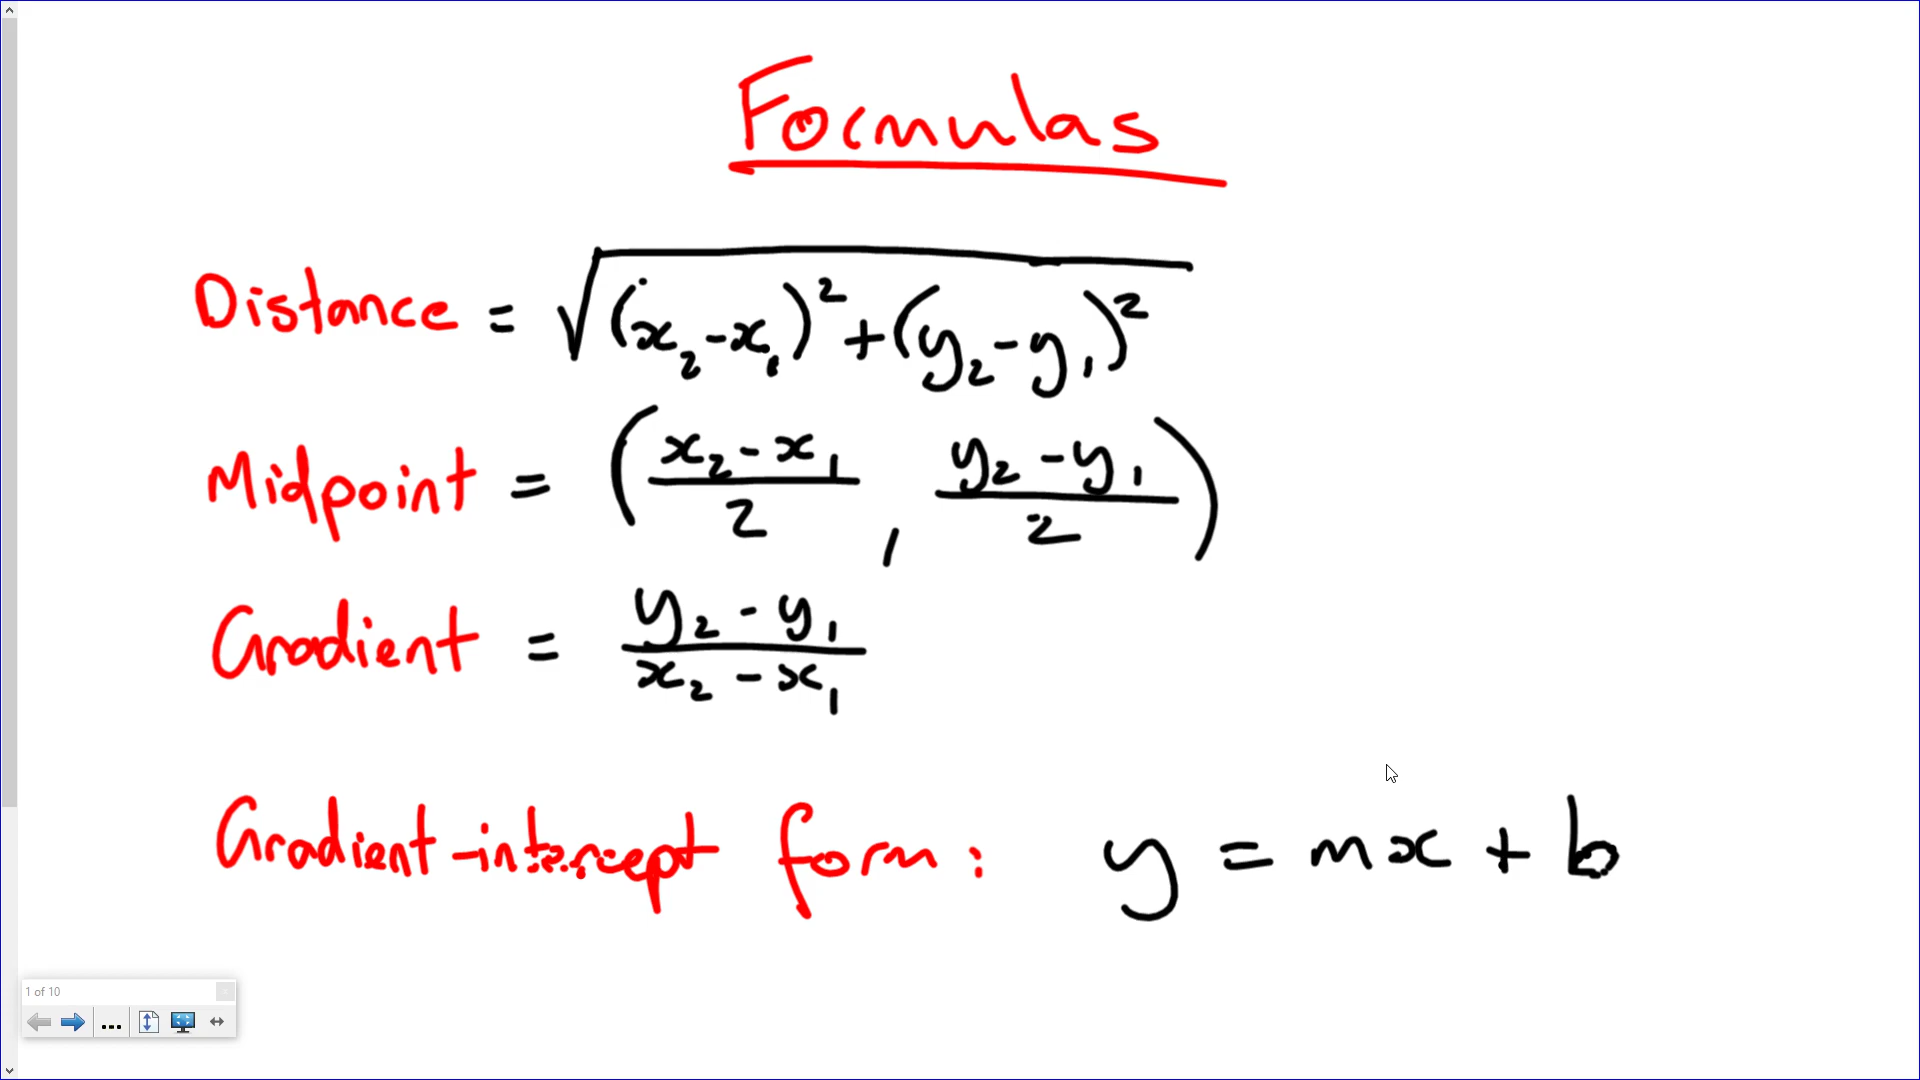 Formulas
Distance = √(x₂-x₁)² + (y₂-y₁)²
Midpoint = (x₂-x₁/2, y₂-y₁/2)
Gradient = y₂-y₁/x₂-x₁
Gradient-intercept form: y = mx + b
1 of 10
...